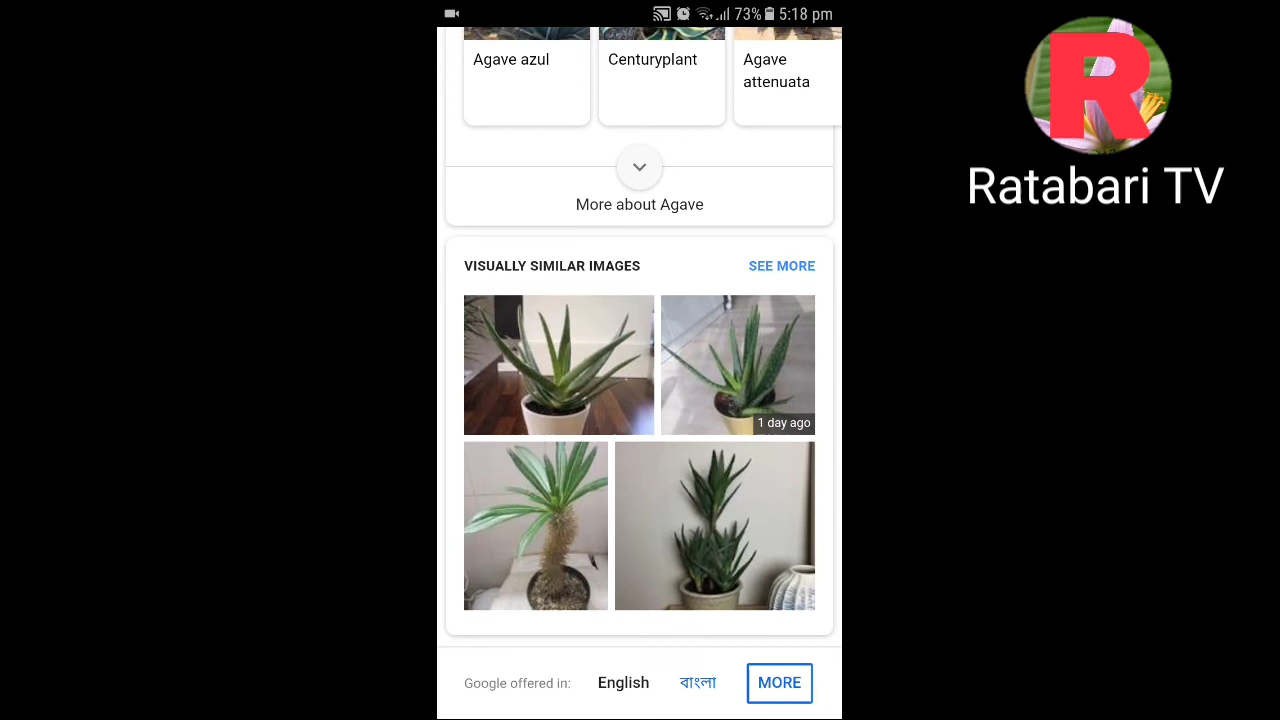 73% 5:18 pm
Agave azul
Centuryplant
Agave
attenuata
More about Agave
VISUALLY SIMILAR IMAGES
SEE MORE
1 day ago
Google offered in: English বাংলা MORE
R
Ratabari TV